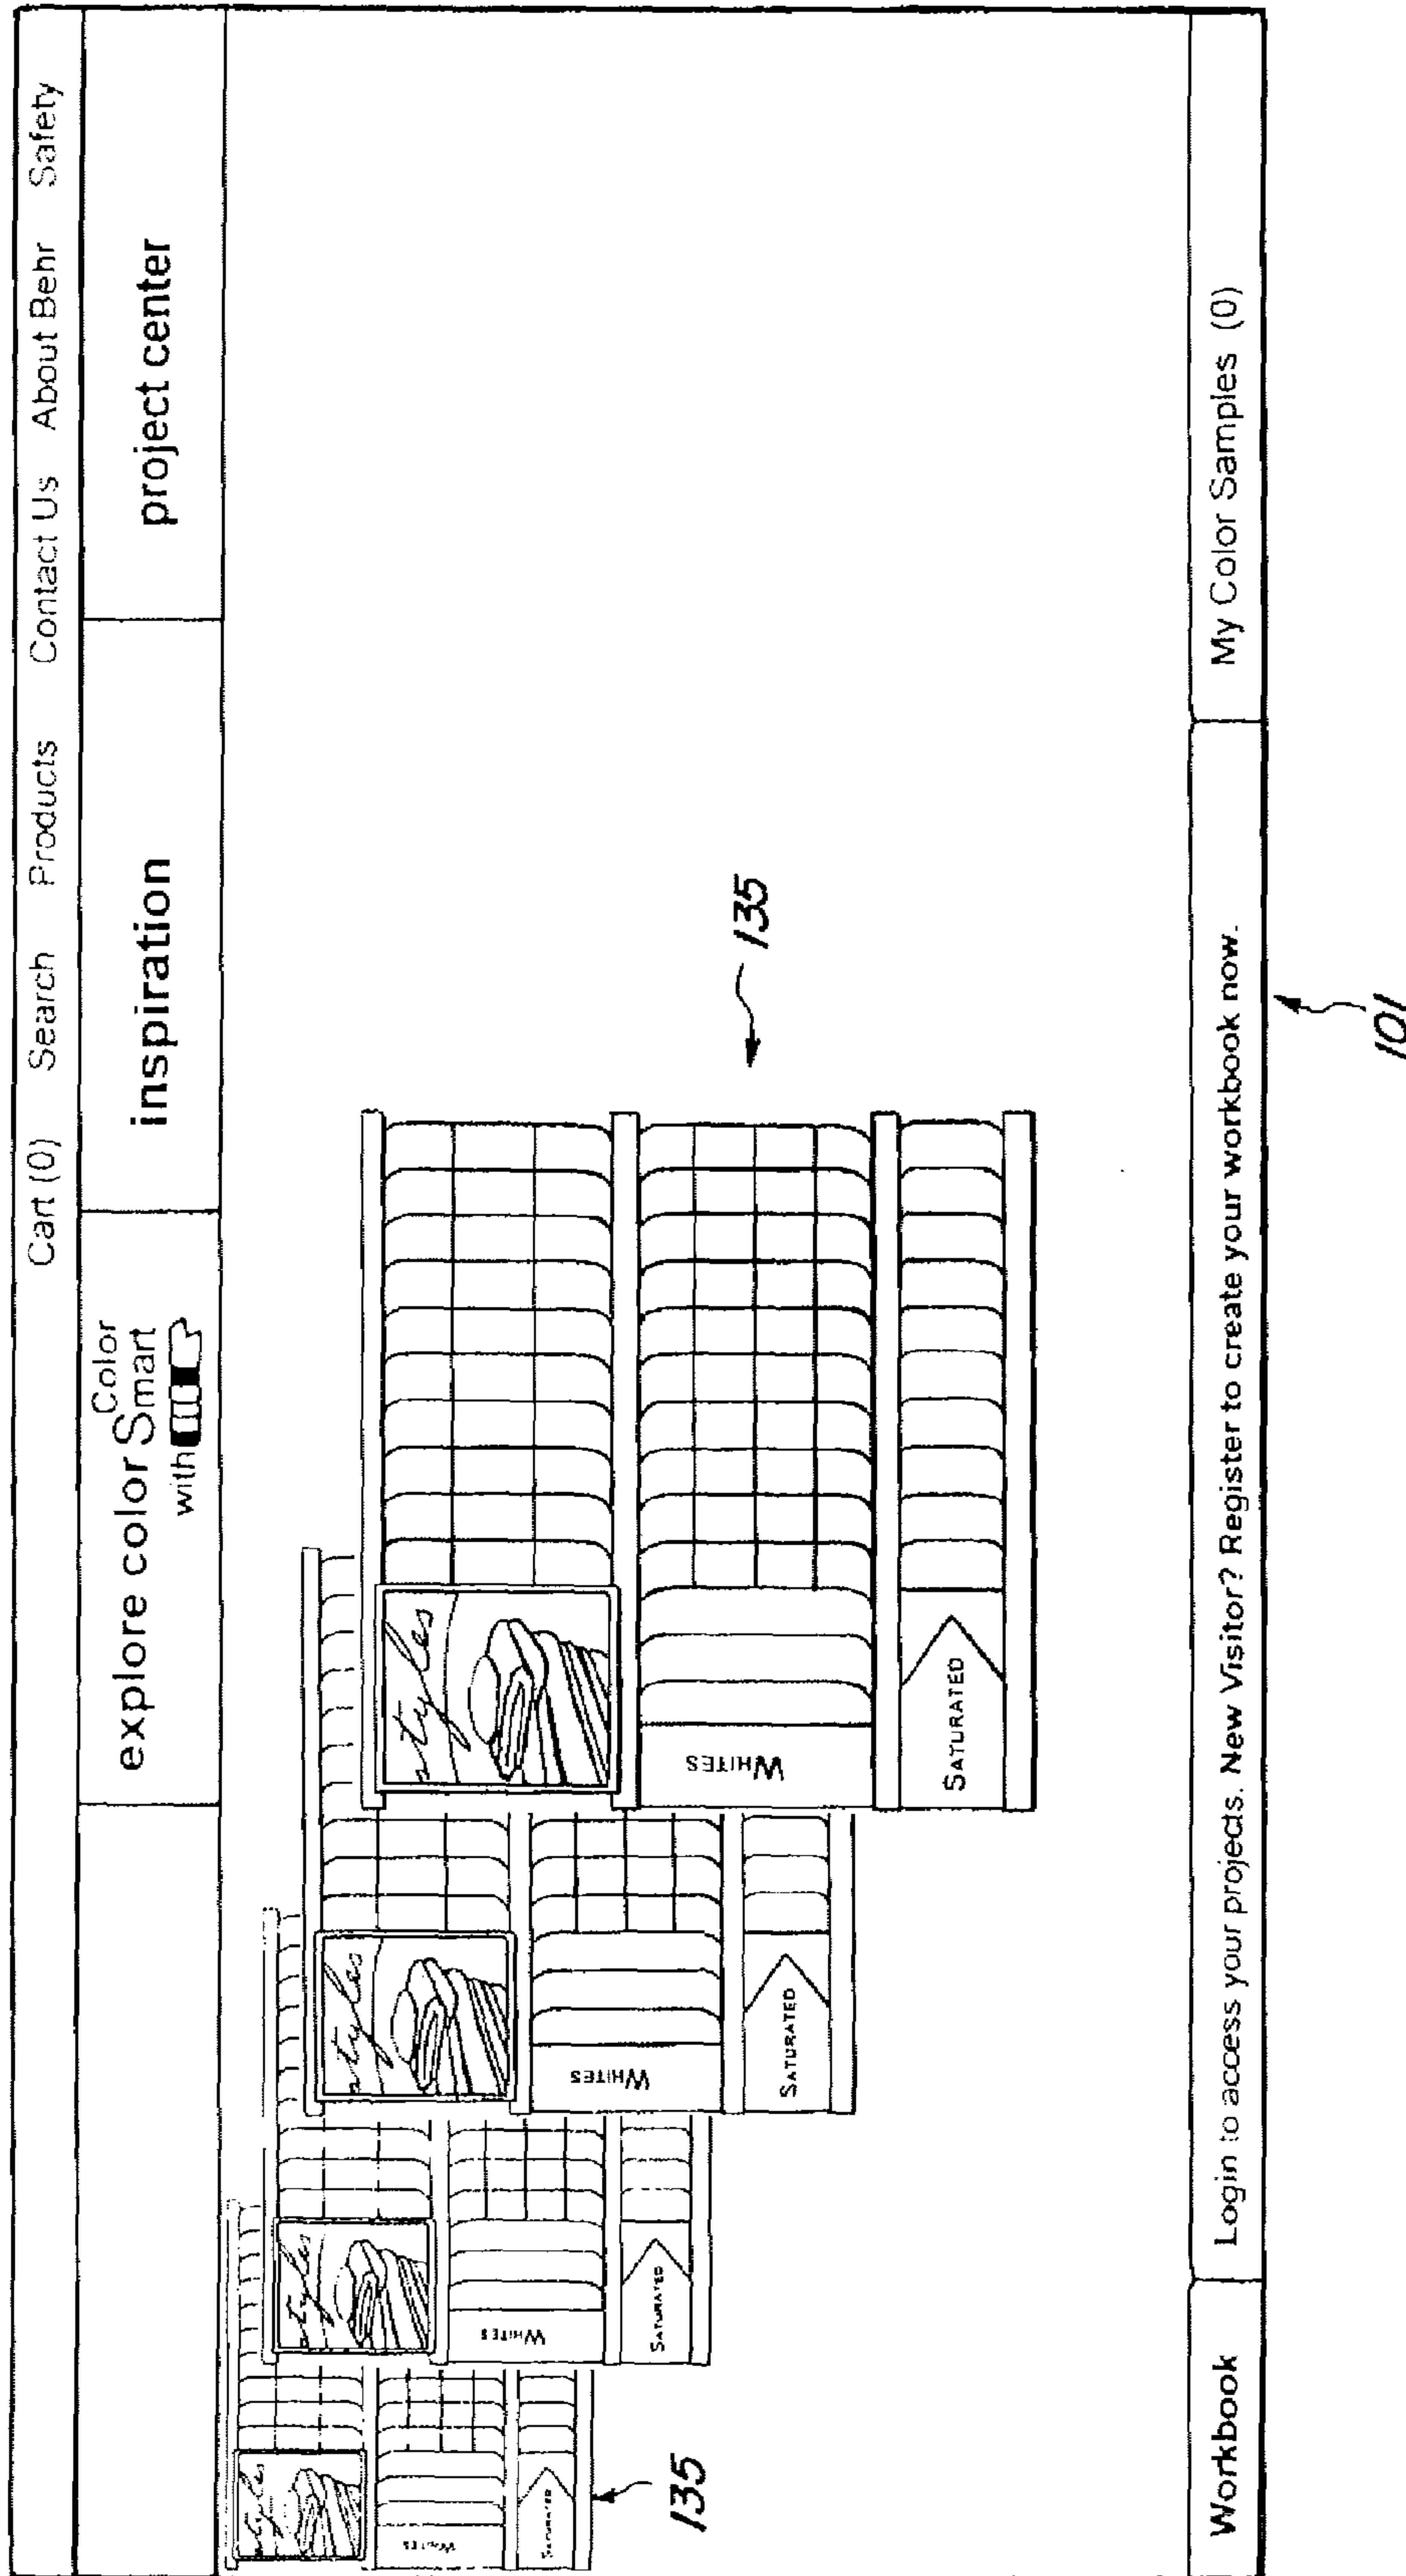 Cart (0) Search Products Contact Us About Behr Safety
explore color Color Smart
with
inspiration
project center
135
135
WHITES
SATURATED
WHITES
SATURATED
WHITES
SATURATED
WHITES
SATURATED
Workbook
Login to access your projects. New Visitor? Register to create your workbook now.
My Color Samples (0)
101